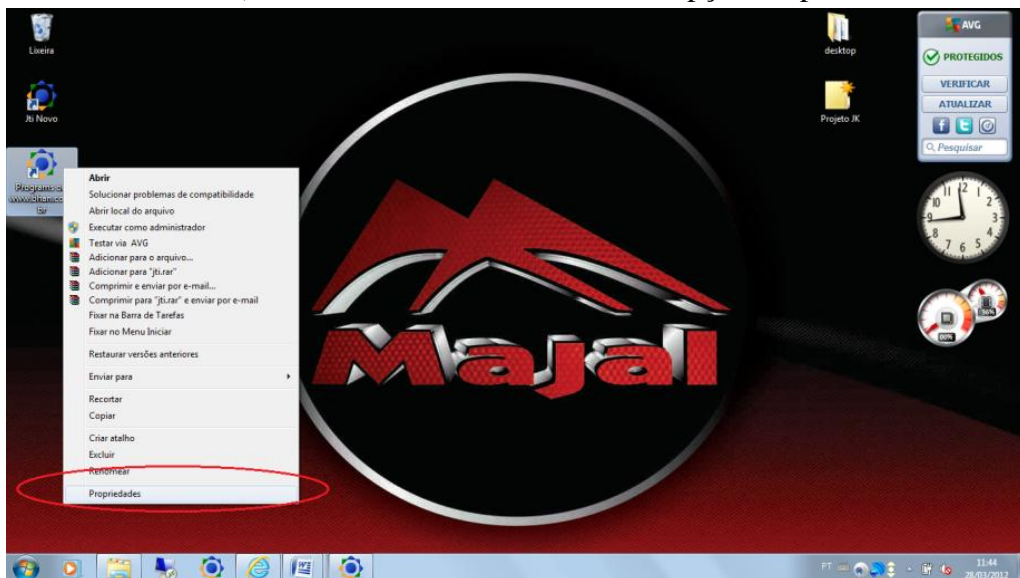 Lixeira
Jti Novo
desktop
Projeto JK
AVG
PROTEGIDOS
VERIFICAR
ATUALIZAR
Pesquisar
Abrir
Solucionar problemas de compatibilidade
Abrir local do arquivo
Executar como administrador
Testar via AVG
Adicionar para o arquivo...
Adicionar para "jti.rar"
Comprimir e enviar por e-mail...
Comprimir para "jti.rar" e enviar por e-mail
Fixar na Barra de Tarefas
Fixar no Menu Iniciar
Restaurar versões anteriores
Enviar para
Recortar
Copiar
Criar atalho
Excluir
Renomear
Propriedades
Majal
PT
11:44
28/03/2012